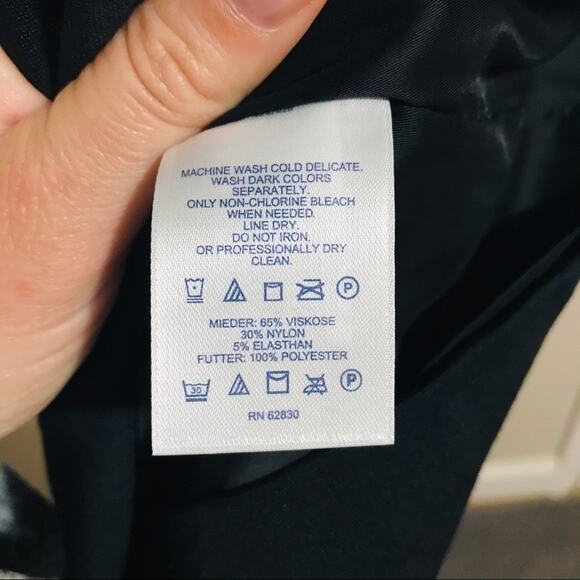 MACHINE WASH COLD DELICATE.
WASH DARK COLORS
SEPARATELY.
ONLY NON-CHLORINE BLEACH
WHEN NEEDED.
LINE DRY.
DO NOT IRON.
OR PROFESSIONALLY DRY
CLEAN.
P
MIEDER: 65% VISKOSE
30% NYLON
5% ELASTHAN
FUTTER: 100% POLYESTER
30 P
RN 62830